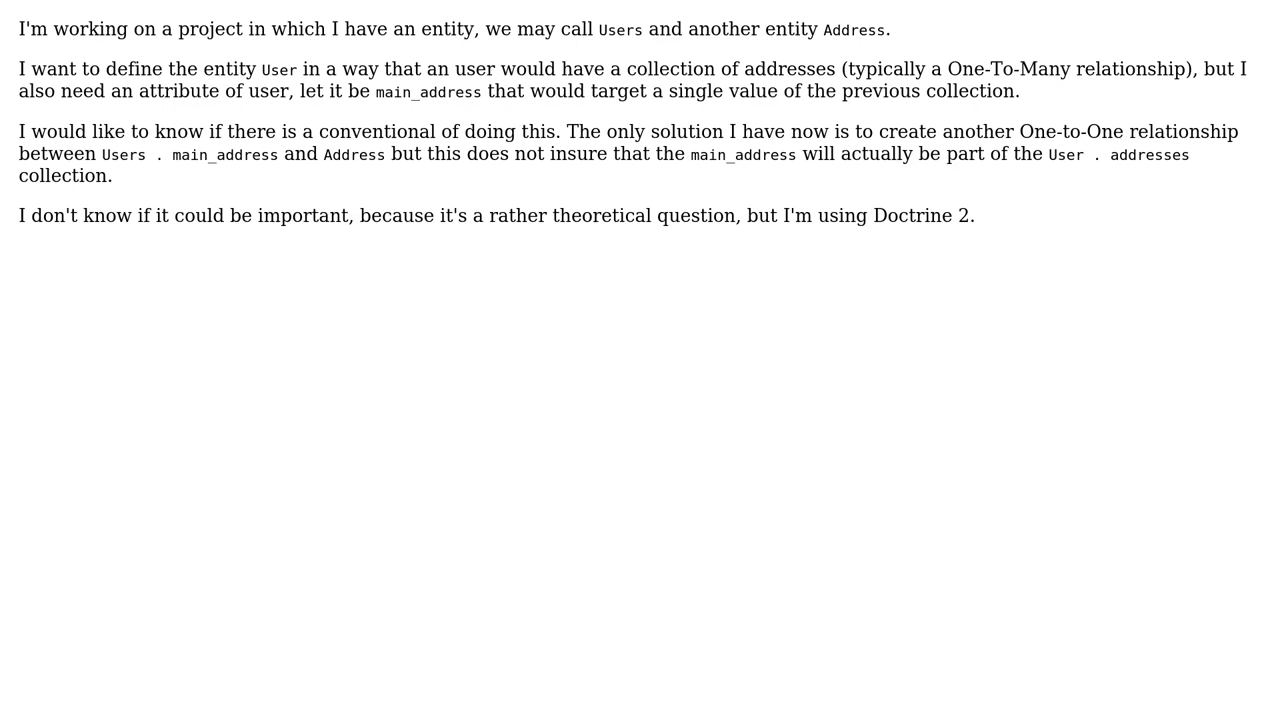 I'm working on a project in which I have an entity, we may call Users and another entity Address.
I want to define the entity User in a way that an user would have a collection of addresses (typically a One-To-Many relationship), but I
also need an attribute of user, let it be main_address that would target a single value of the previous collection.
I would like to know if there is a conventional of doing this. The only solution I have now is to create another One-to-One relationship
between Users . main_address and Address but this does not insure that the main_address will actually be part of the User . addresses
collection.
I don't know if it could be important, because it's a rather theoretical question, but I'm using Doctrine 2.